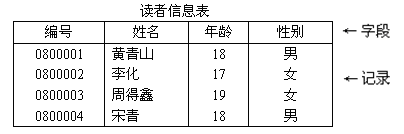 读者信息表
编号 姓名 年龄 性别 ← 字段
0800001 黄青山 18 男
0800002 李化 17 女 ← 记录
0800003 周得鑫 19 女
0800004 宋青 18 男